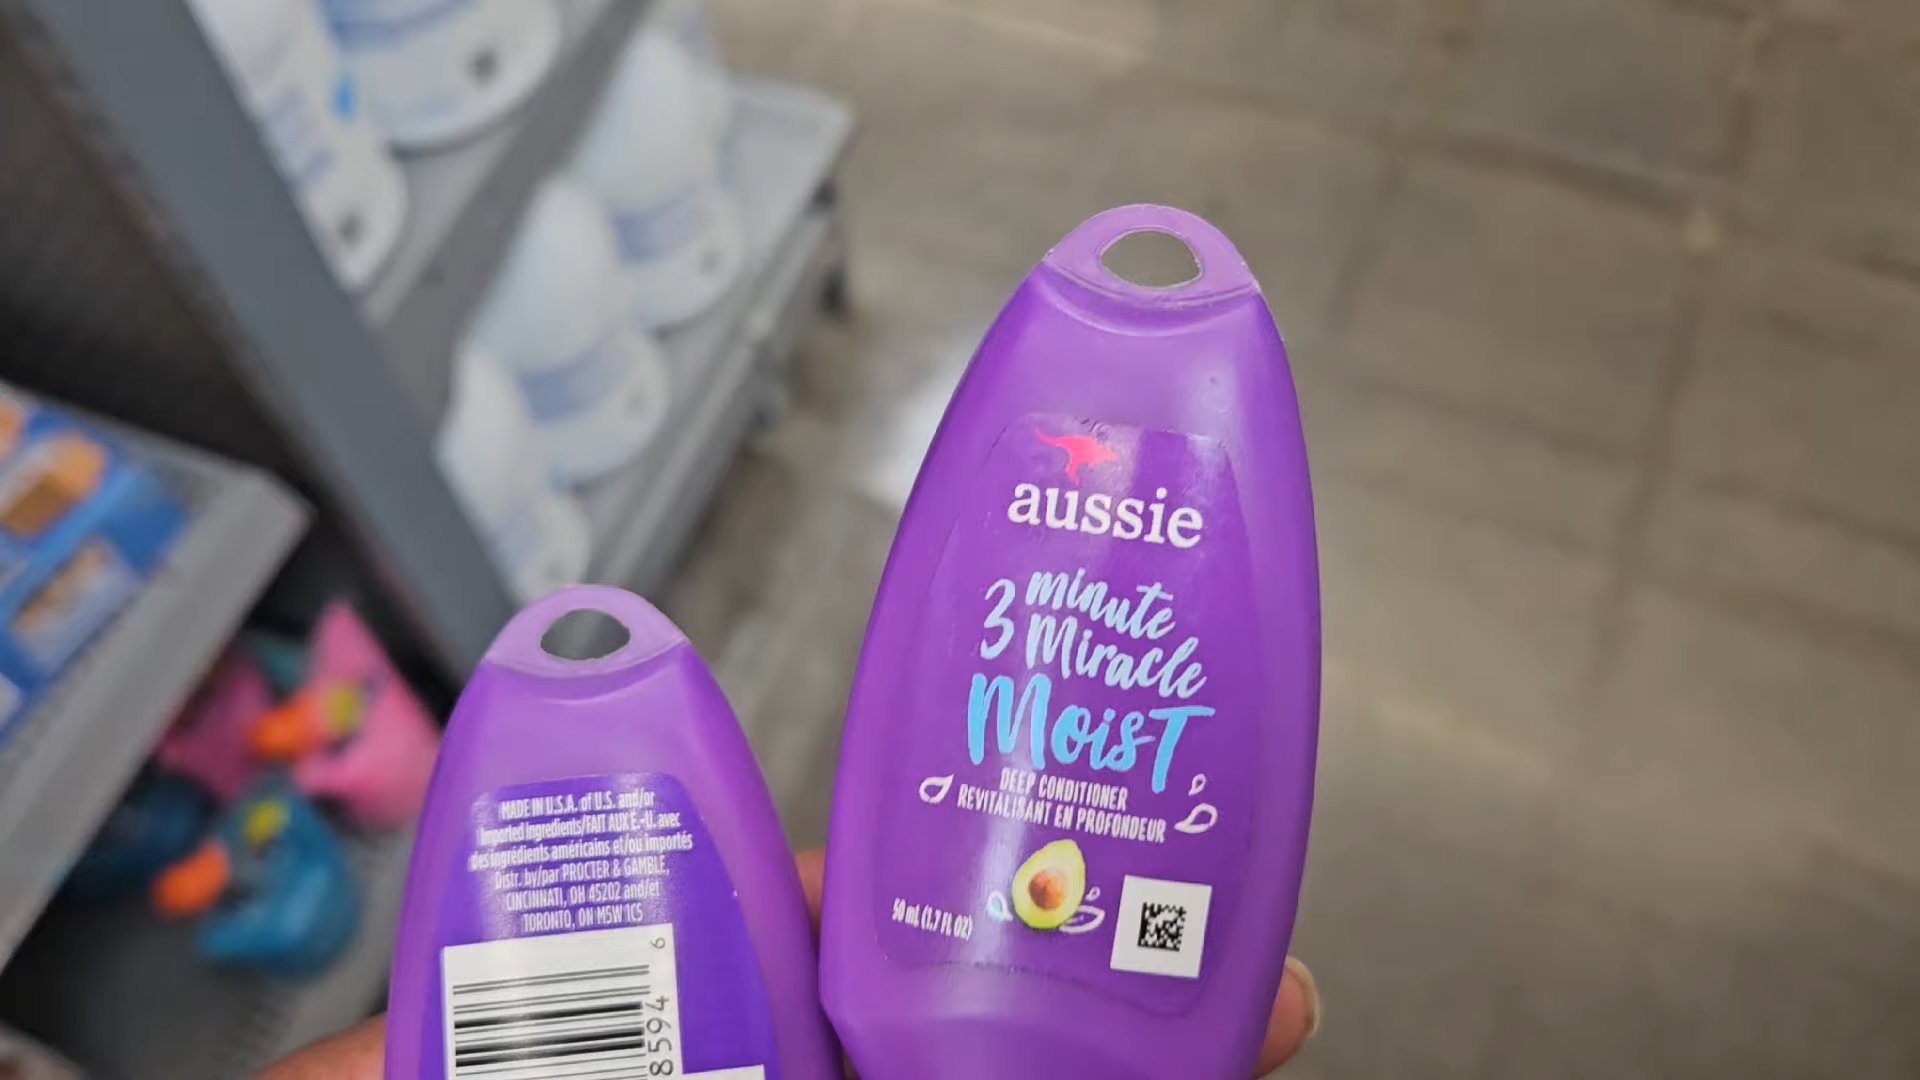 aussie
3 minute
Miracle
Moist
DEEP CONDITIONER
REVITALISANT EN PROFONDEUR
50 mL (1.7 FL OZ)
MADE IN U.S.A. of U.S. and/or
imported ingredients/FAIT AUX É.-U. avec
des ingrédients américains et/ou importés
Distr. by/par PROCTER & GAMBLE,
CINCINNATI, OH 45202 and/et
TORONTO, ON M5W 1C5
8594 6